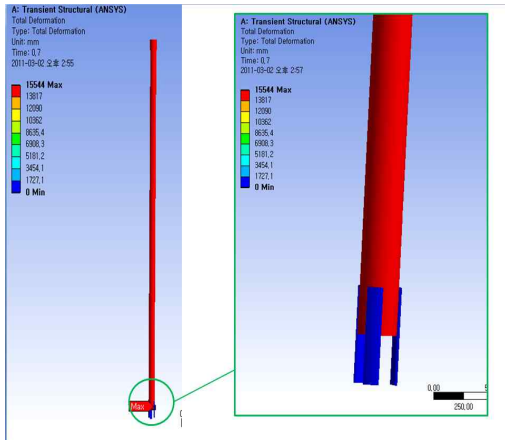 A: Transient Structural (ANSYS)
Total Deformation
Type: Total Deformation
Unit: mm
Time: 0,7
2011-03-02 오후 2:55
15544 Max
13817
12090
10362
8635,4
6908,3
5181,2
3454,1
1727,1
0 Min
Max
A: Transient Structural (ANSYS)
Total Deformation
Type: Total Deformation
Unit: mm
Time: 0,7
2011-03-02 오후 2:57
15544 Max
13817
12090
10362
8635,4
6908,3
5181,2
3454,1
1727,1
0 Min
0,00
250,00